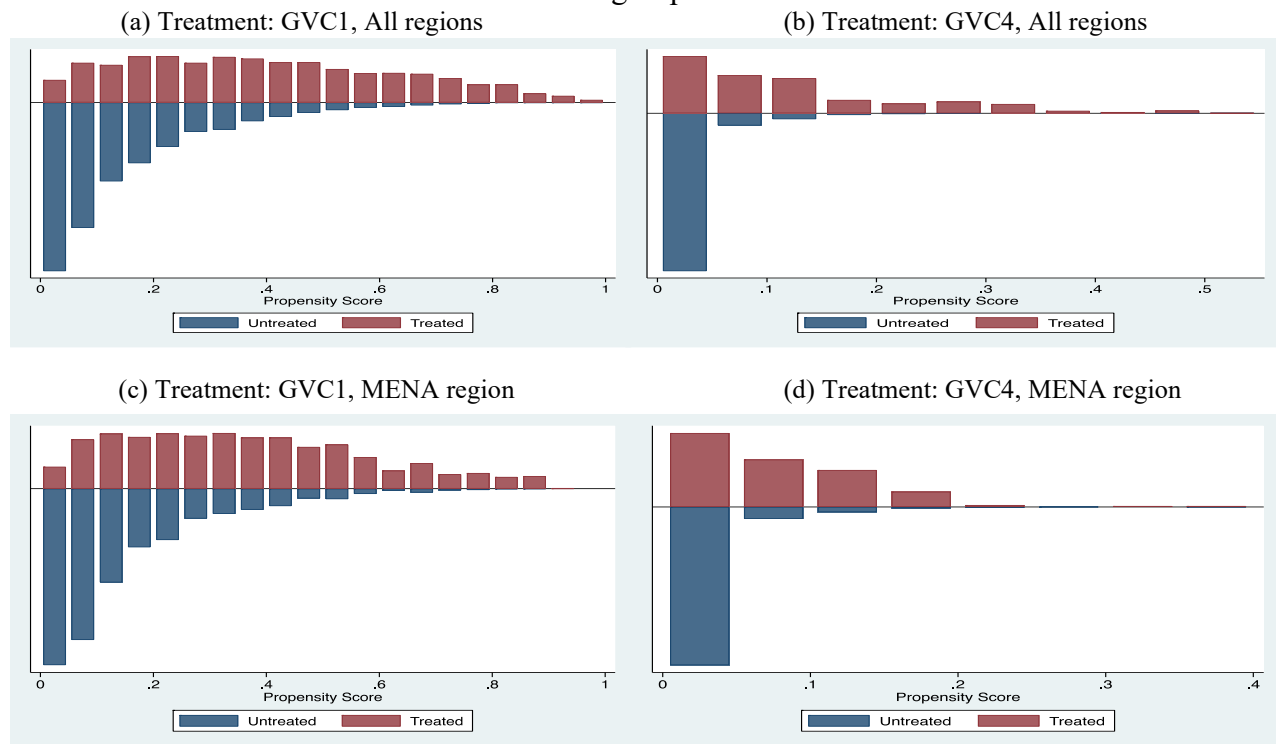 (a) Treatment: GVC1, All regions
0 .2 .4 .6 .8 1
Propensity Score
Untreated Treated
(b) Treatment: GVC4, All regions
0 .1 .2 .3 .4 .5
Propensity Score
Untreated Treated
(c) Treatment: GVC1, MENA region
0 .2 .4 .6 .8 1
Propensity Score
Untreated Treated
(d) Treatment: GVC4, MENA region
0 .1 .2 .3 .4
Propensity Score
Untreated Treated